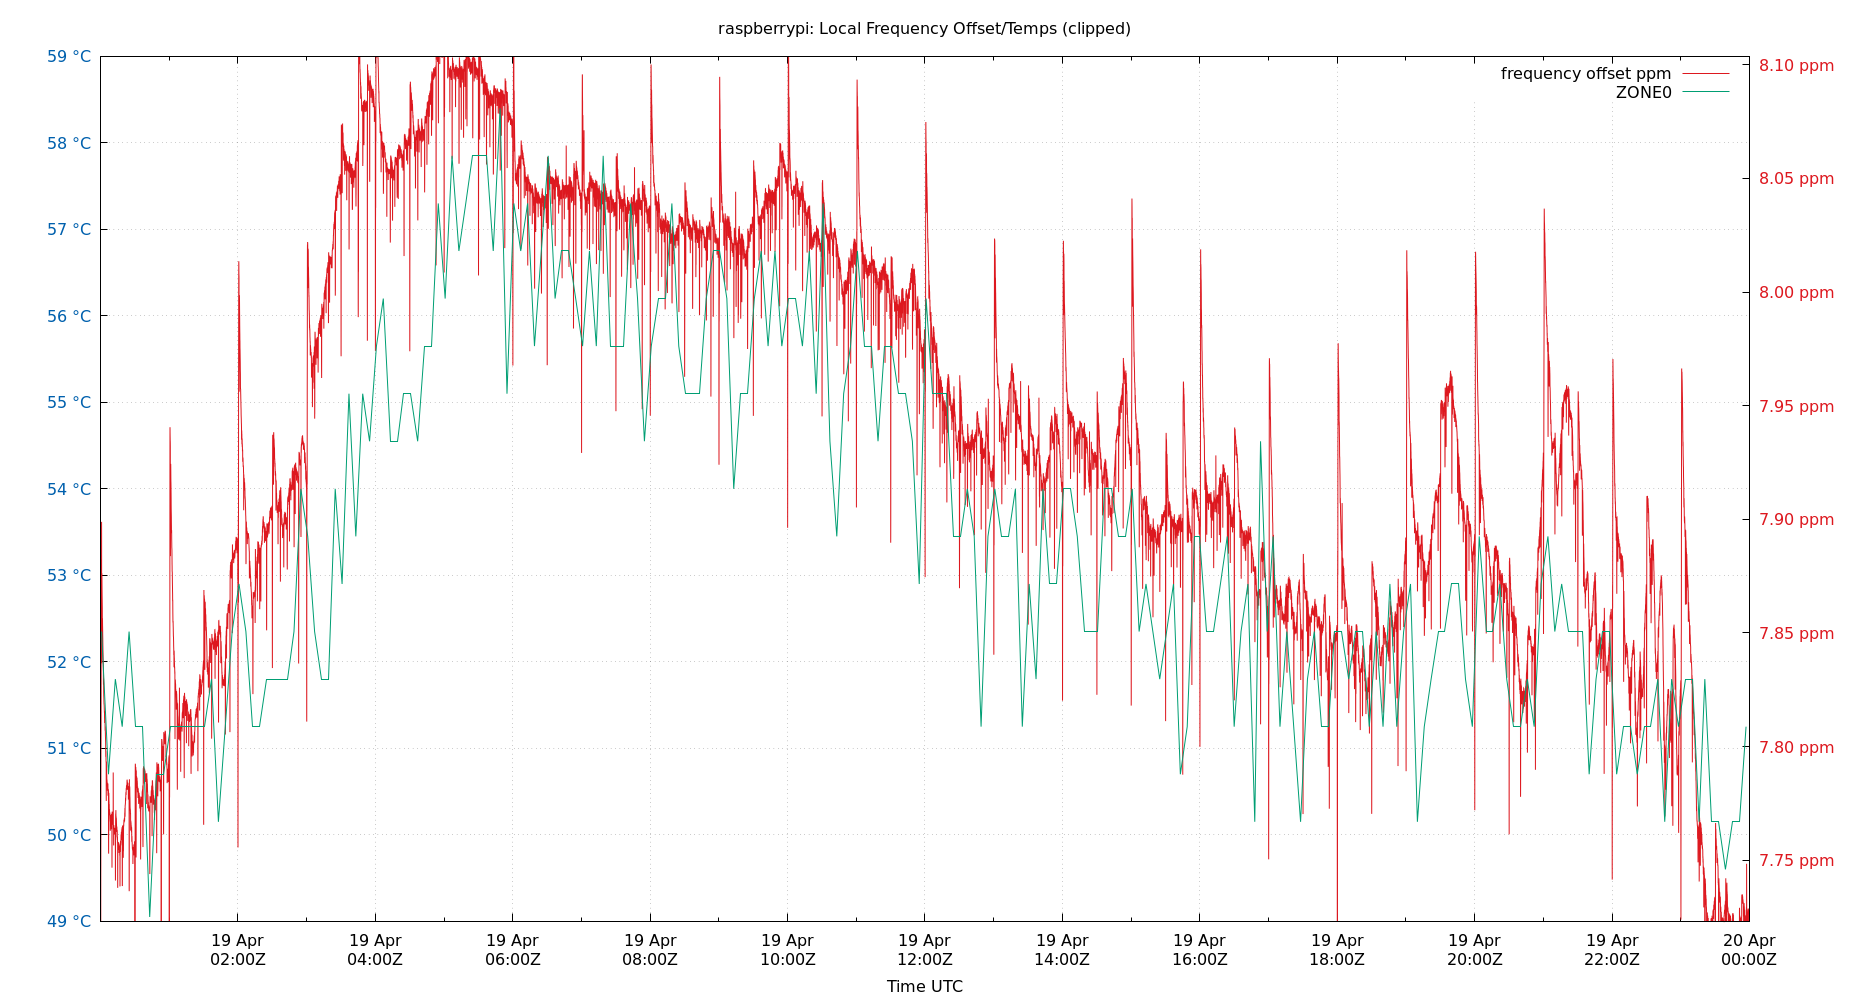 raspberrypi: Local Frequency Offset/Temps (clipped)
frequency offset ppm
ZONE0
59 °C
58 °C
57 °C
56 °C
55 °C
54 °C
53 °C
52 °C
51 °C
50 °C
49 °C
8.10 ppm
8.05 ppm
8.00 ppm
7.95 ppm
7.90 ppm
7.85 ppm
7.80 ppm
7.75 ppm
19 Apr
02:00Z
19 Apr
04:00Z
19 Apr
06:00Z
19 Apr
08:00Z
19 Apr
10:00Z
19 Apr
12:00Z
19 Apr
14:00Z
19 Apr
16:00Z
19 Apr
18:00Z
19 Apr
20:00Z
19 Apr
22:00Z
20 Apr
00:00Z
Time UTC